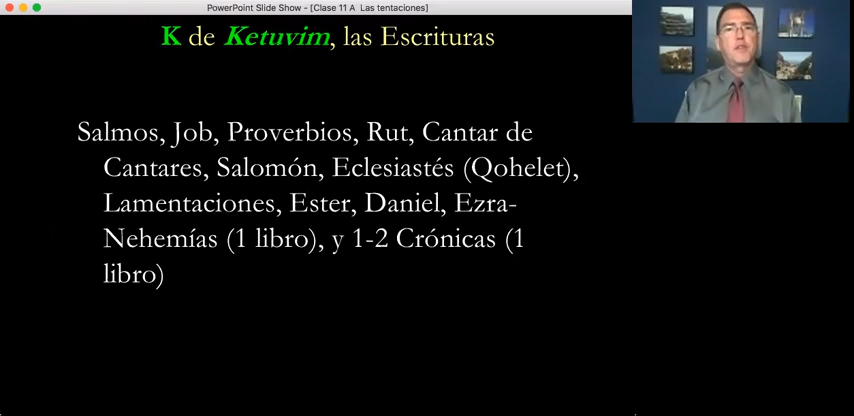 PowerPoint Slide Show - [Clase 11 A  Las tentaciones]
K de Ketuvim, las Escrituras
Salmos, Job, Proverbios, Rut, Cantar de
Cantares, Salomón, Eclesiastés (Qohelet),
Lamentaciones, Ester, Daniel, Ezra-
Nehemías (1 libro), y 1-2 Crónicas (1
libro)